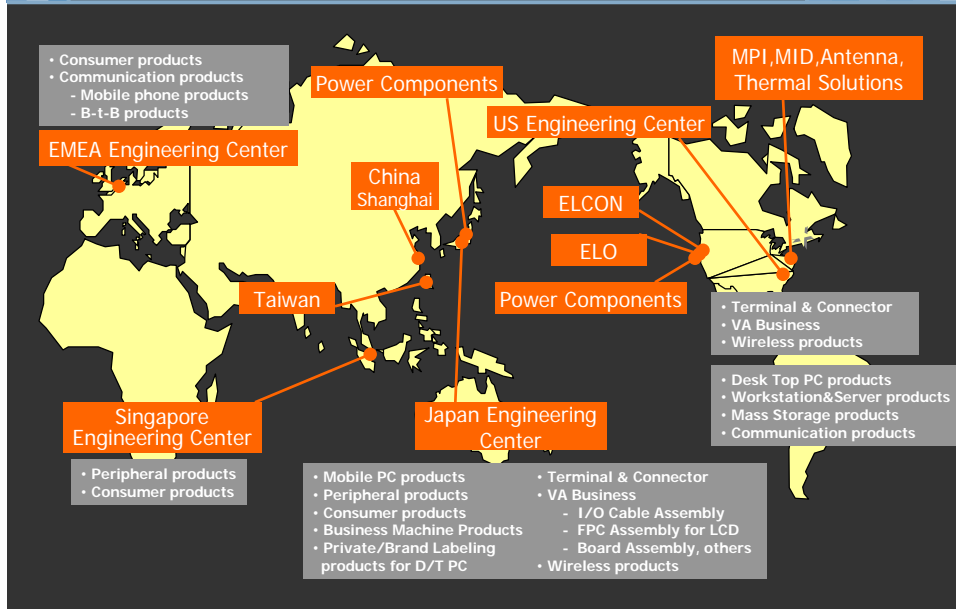 • Consumer products
• Communication products
- Mobile phone products
- B-t-B products
EMEA Engineering Center
Power Components
MPI,MID,Antenna,
Thermal Solutions
US Engineering Center
China
Shanghai
ELCON
ELO
Power Components
Taiwan
• Terminal & Connector
• VA Business
• Wireless products
• Desk Top PC products
• Workstation&Server products
• Mass Storage products
• Communication products
Singapore
Engineering Center
• Peripheral products
• Consumer products
Japan Engineering
Center
• Mobile PC products
• Peripheral products
• Consumer products
• Business Machine Products
• Private/Brand Labeling
products for D/T PC
• Terminal & Connector
• VA Business
- I/O Cable Assembly
- FPC Assembly for LCD
- Board Assembly, others
• Wireless products